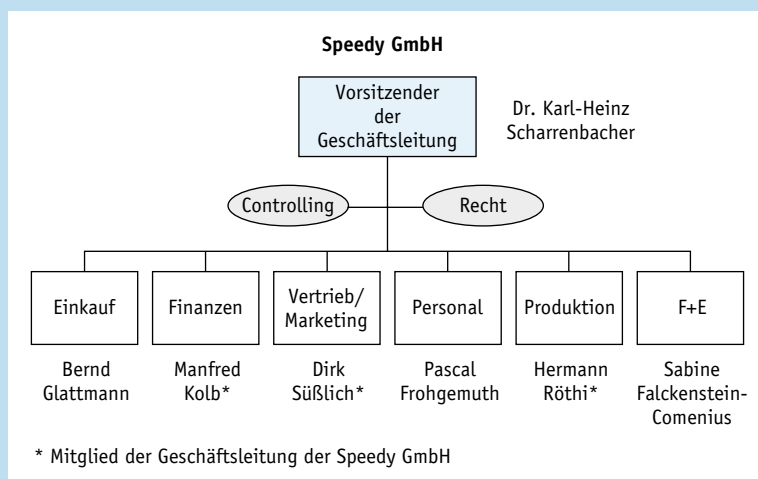 Speedy GmbH
Vorsitzender
der
Geschäftsleitung
Dr. Karl-Heinz
Scharrenbacher
Controlling
Recht
Einkauf
Finanzen
Vertrieb/
Marketing
Personal
Produktion
F+E
Bernd
Glattmann
Manfred
Kolb*
Dirk
Süßlich*
Pascal
Frohgemuth
Hermann
Röthi*
Sabine
Falckenstein-
Comenius
* Mitglied der Geschäftsleitung der Speedy GmbH